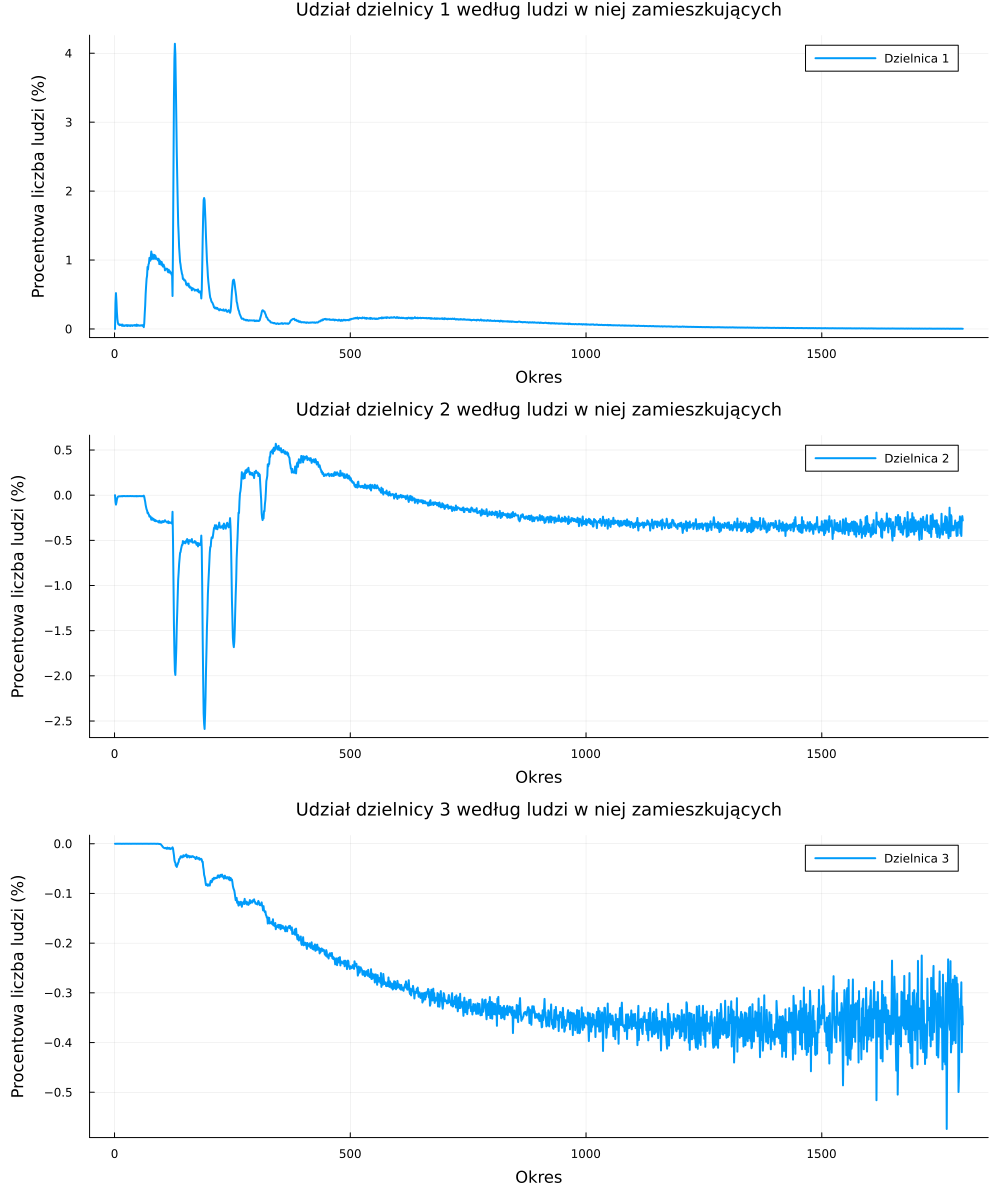 Udział dzielnicy 1 według ludzi w niej zamieszkujących
Procentowa liczba ludzi (%)
4
3
2
1
0
Dzielnica 1
0 500 1000 1500
Okres
Udział dzielnicy 2 według ludzi w niej zamieszkujących
Procentowa liczba ludzi (%)
0.5
0.0
−0.5
−1.0
−1.5
−2.0
−2.5
Dzielnica 2
0 500 1000 1500
Okres
Udział dzielnicy 3 według ludzi w niej zamieszkujących
Procentowa liczba ludzi (%)
0.0
−0.1
−0.2
−0.3
−0.4
−0.5
Dzielnica 3
0 500 1000 1500
Okres